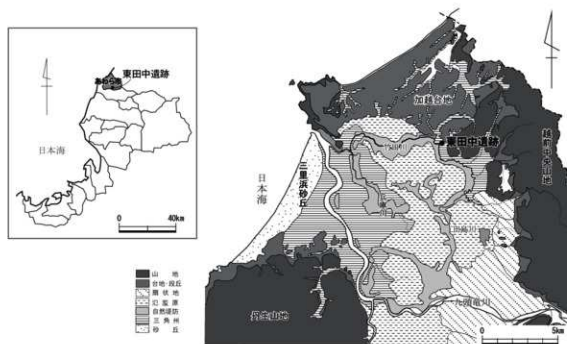 東田中遺跡
あわら市
日本海
0 40km
山 地
台地・段丘
扇状地
氾濫原
自然堤防
三角州
砂 丘
加越台地
竹田川
東田中遺跡
越前中央山地
三里浜砂丘
日本海
九頭竜川
丹生山地
0 5km